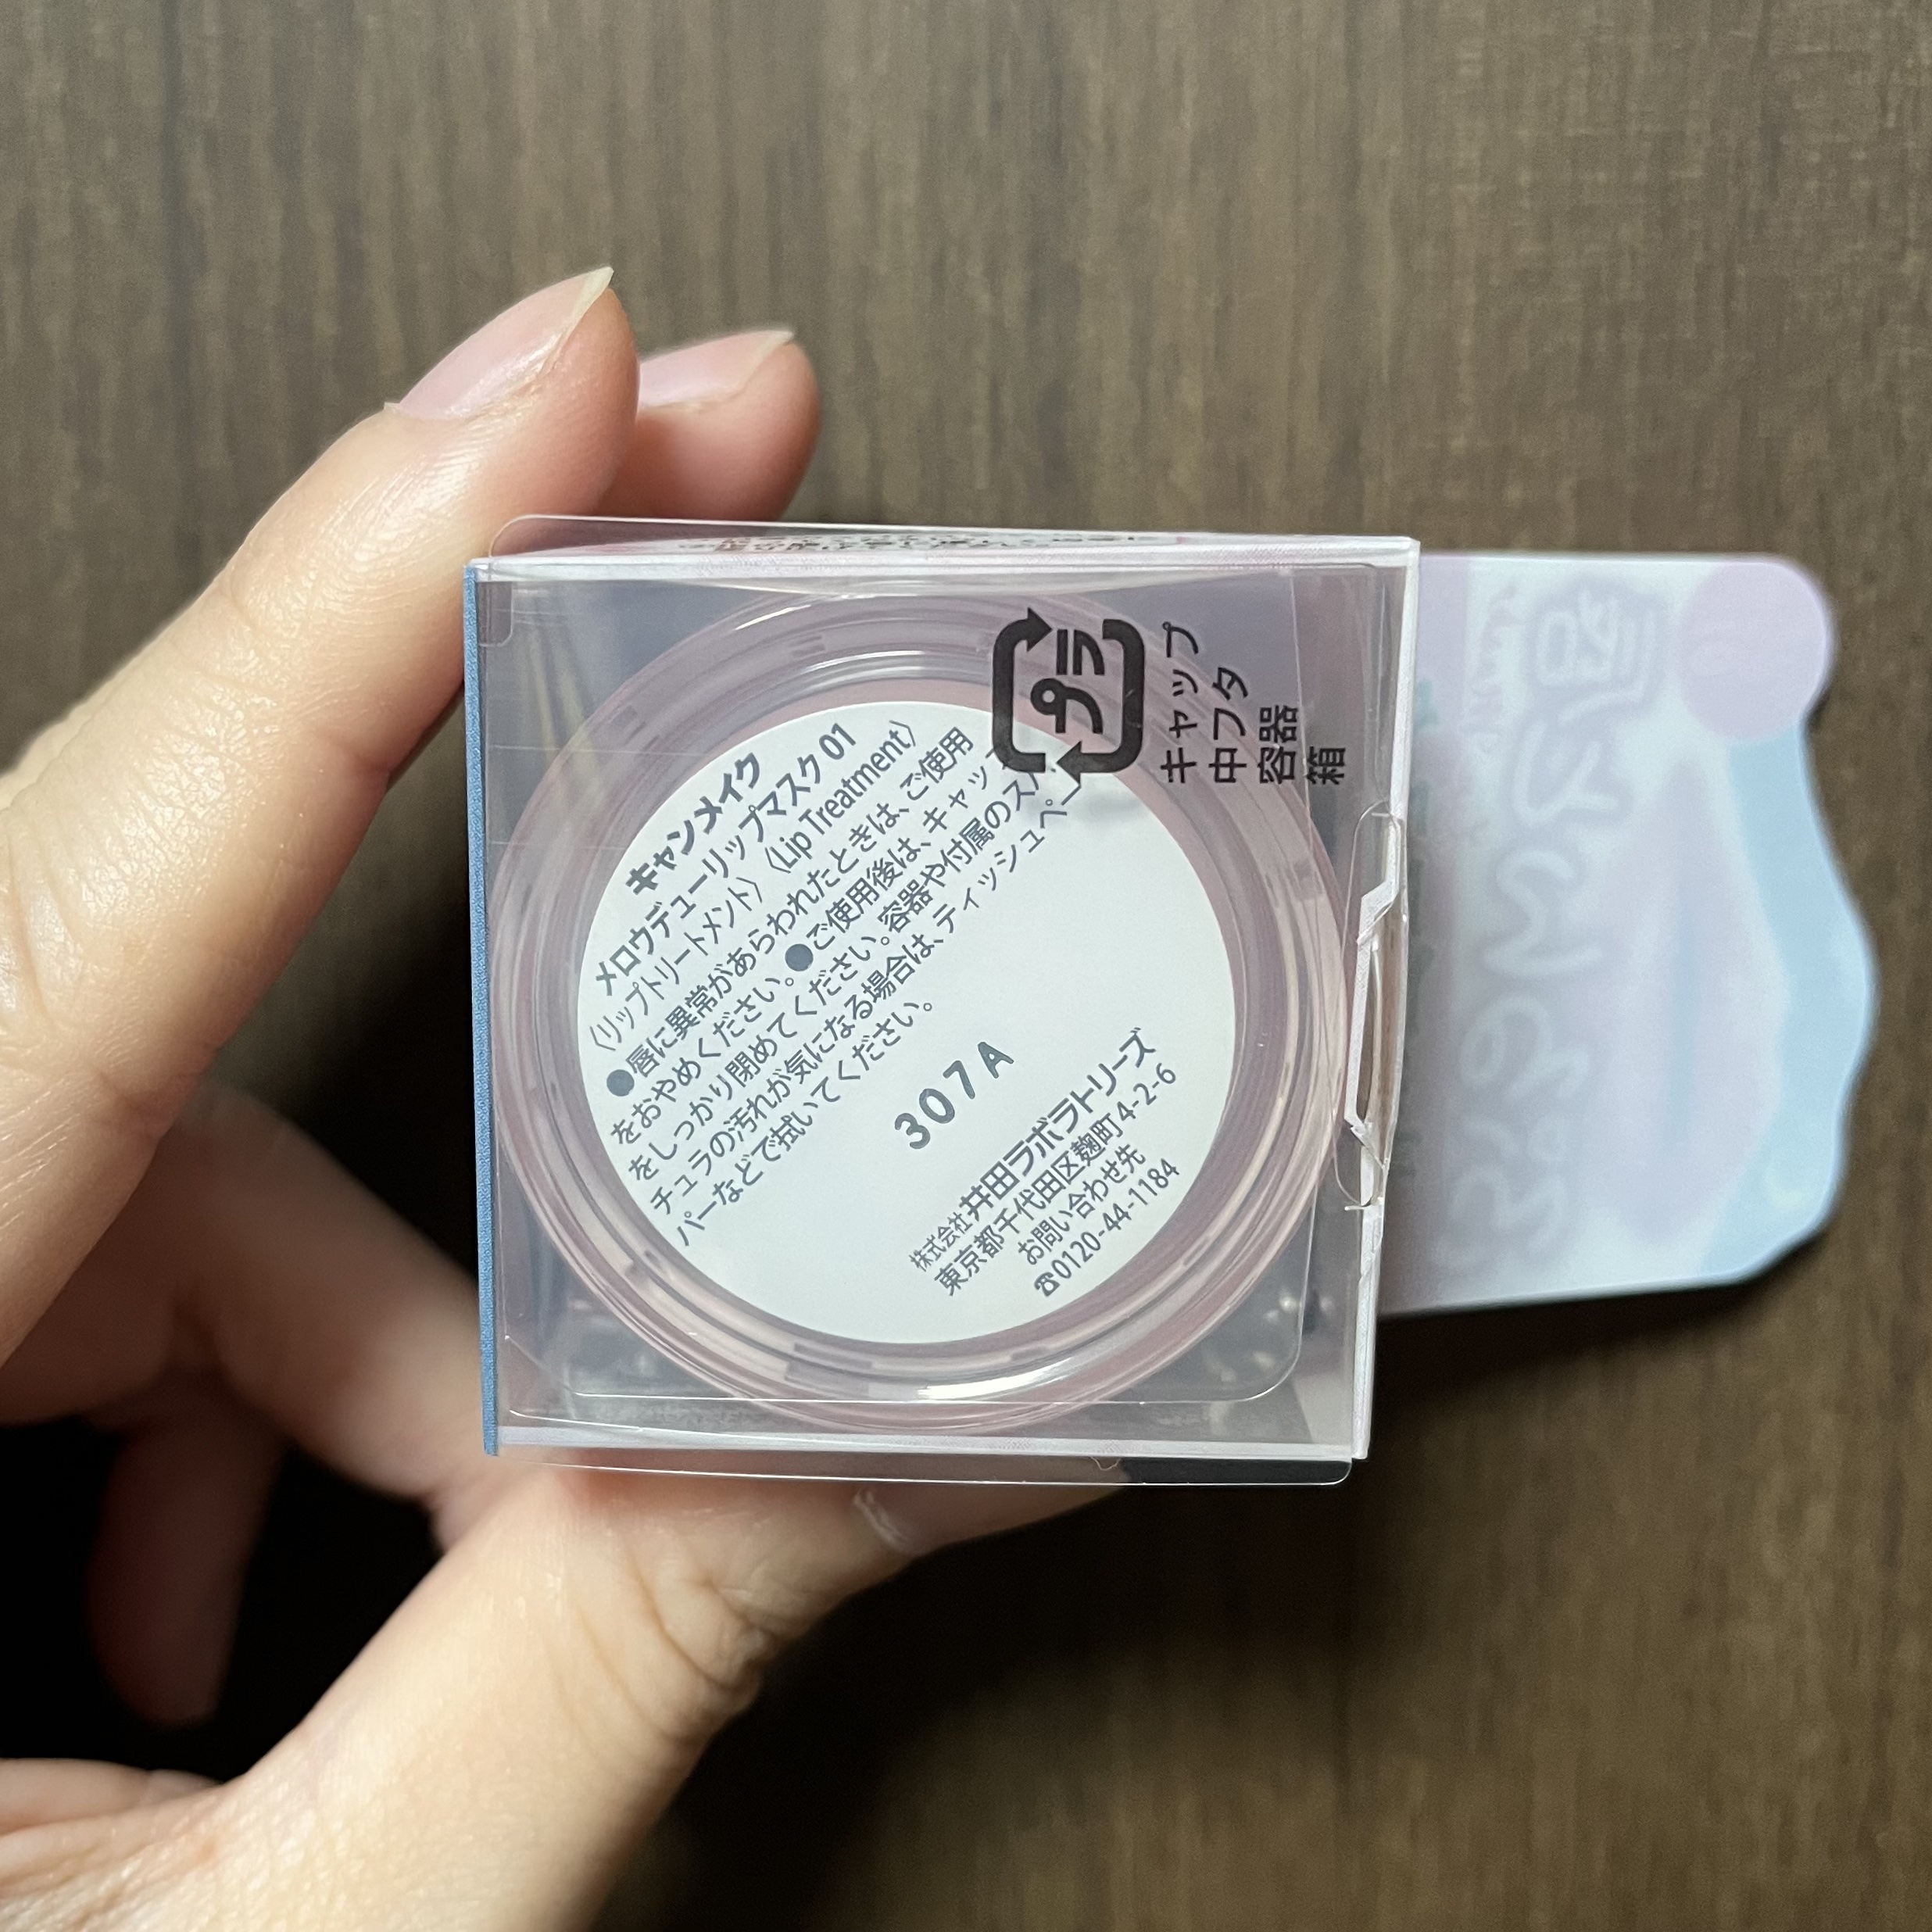 キャンメイク
メロウデューリップマスク 01
〈リップトリートメント〉〈Lip Treatment〉
●唇に異常があらわれたときは、ご使用
をおやめください。●ご使用後は、キャップ
をしっかり閉めてください。容器や付属のスパ
チュラの汚れが気になる場合は、ティッシュペー
パーなどで拭いてください。
307A
株式会社 井田ラボラトリーズ
東京都千代田区麹町4-2-6
お問い合わせ先
☎0120-44-1184
プラ
キャップ
中フタ
容器
箱